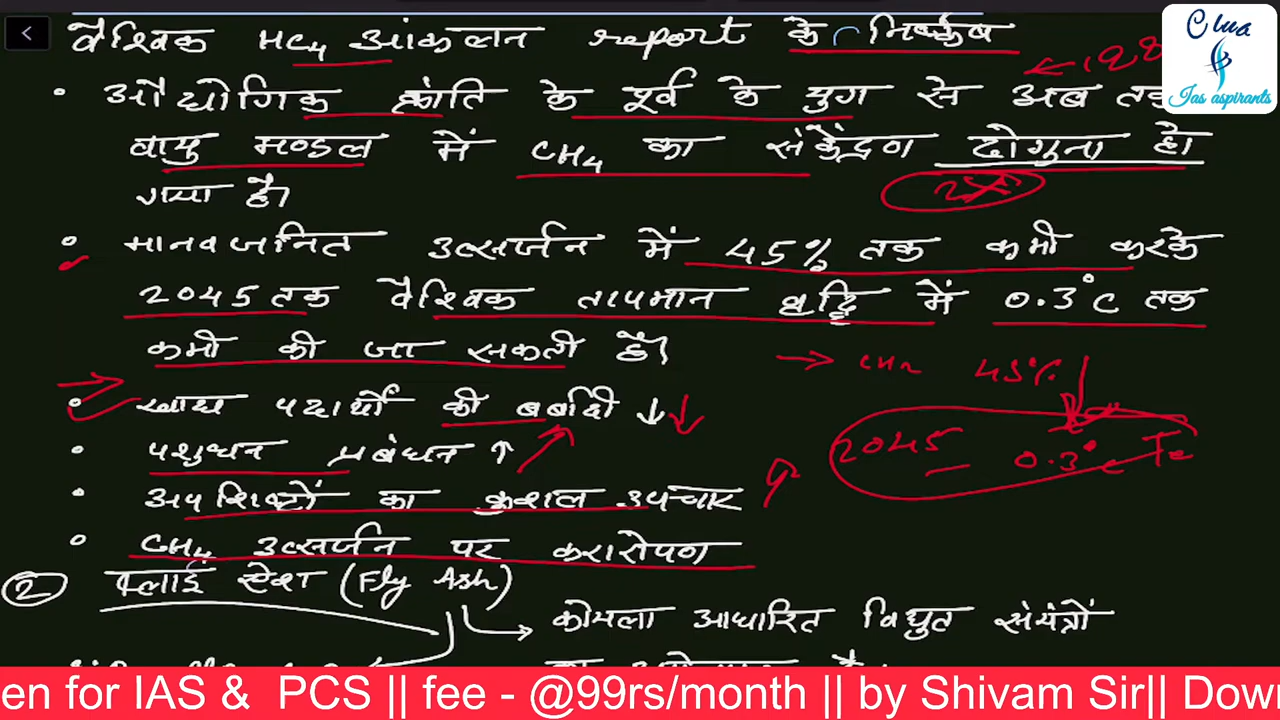 Clwa
Ias aspirants
वैश्विक HC4 आंकलन report के निष्कर्ष
• औद्योगिक क्रांति के पूर्व के युग से अब तक
वायु मण्डल में CH4 का संकेंद्रण दोगुना हो
गया है।
• मानवजनित उत्सर्जन में 45% तक कमी करके
2045 तक वैश्विक तापमान वृद्धि में 0.3°C तक
कमी की जा सकती है।
→ 45% ↓
2045 0.3°C
• खाद्य पदार्थों की बर्बादी ↓ ↓
• पशुधन प्रबंधन ↑
• अपशिष्टों का कुशल उपचार
• CH4 उत्सर्जन पर करारोपण
② फ्लाई ऐश (Fly Ash)
कोयला आधारित विद्युत संयंत्रों
en for IAS & PCS || fee - @99rs/month || by Shivam Sir|| Dow